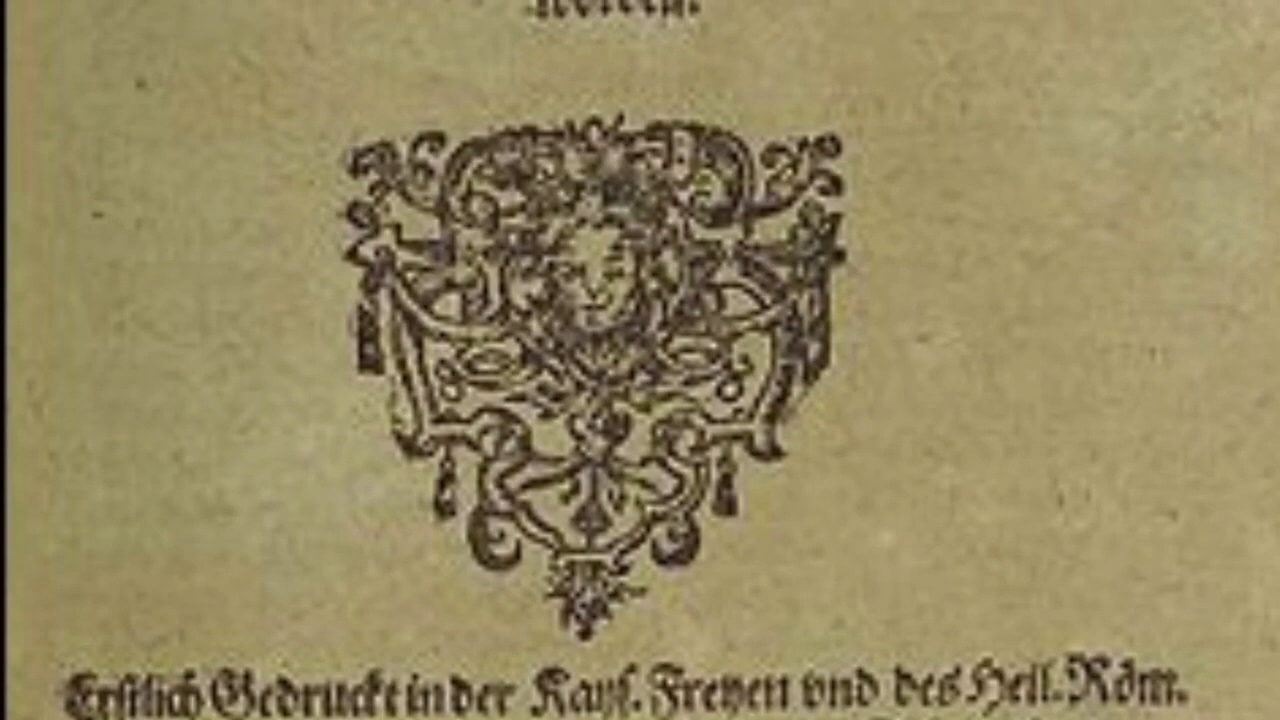 Erstlich Gedruckt in der Kays. Freyen vnd des Heil. Röm.